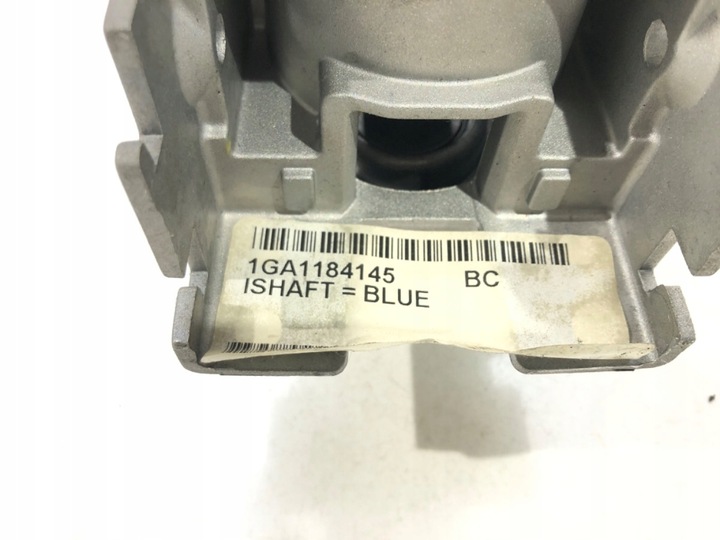 1GA1184145 BC
ISHAFT = BLUE